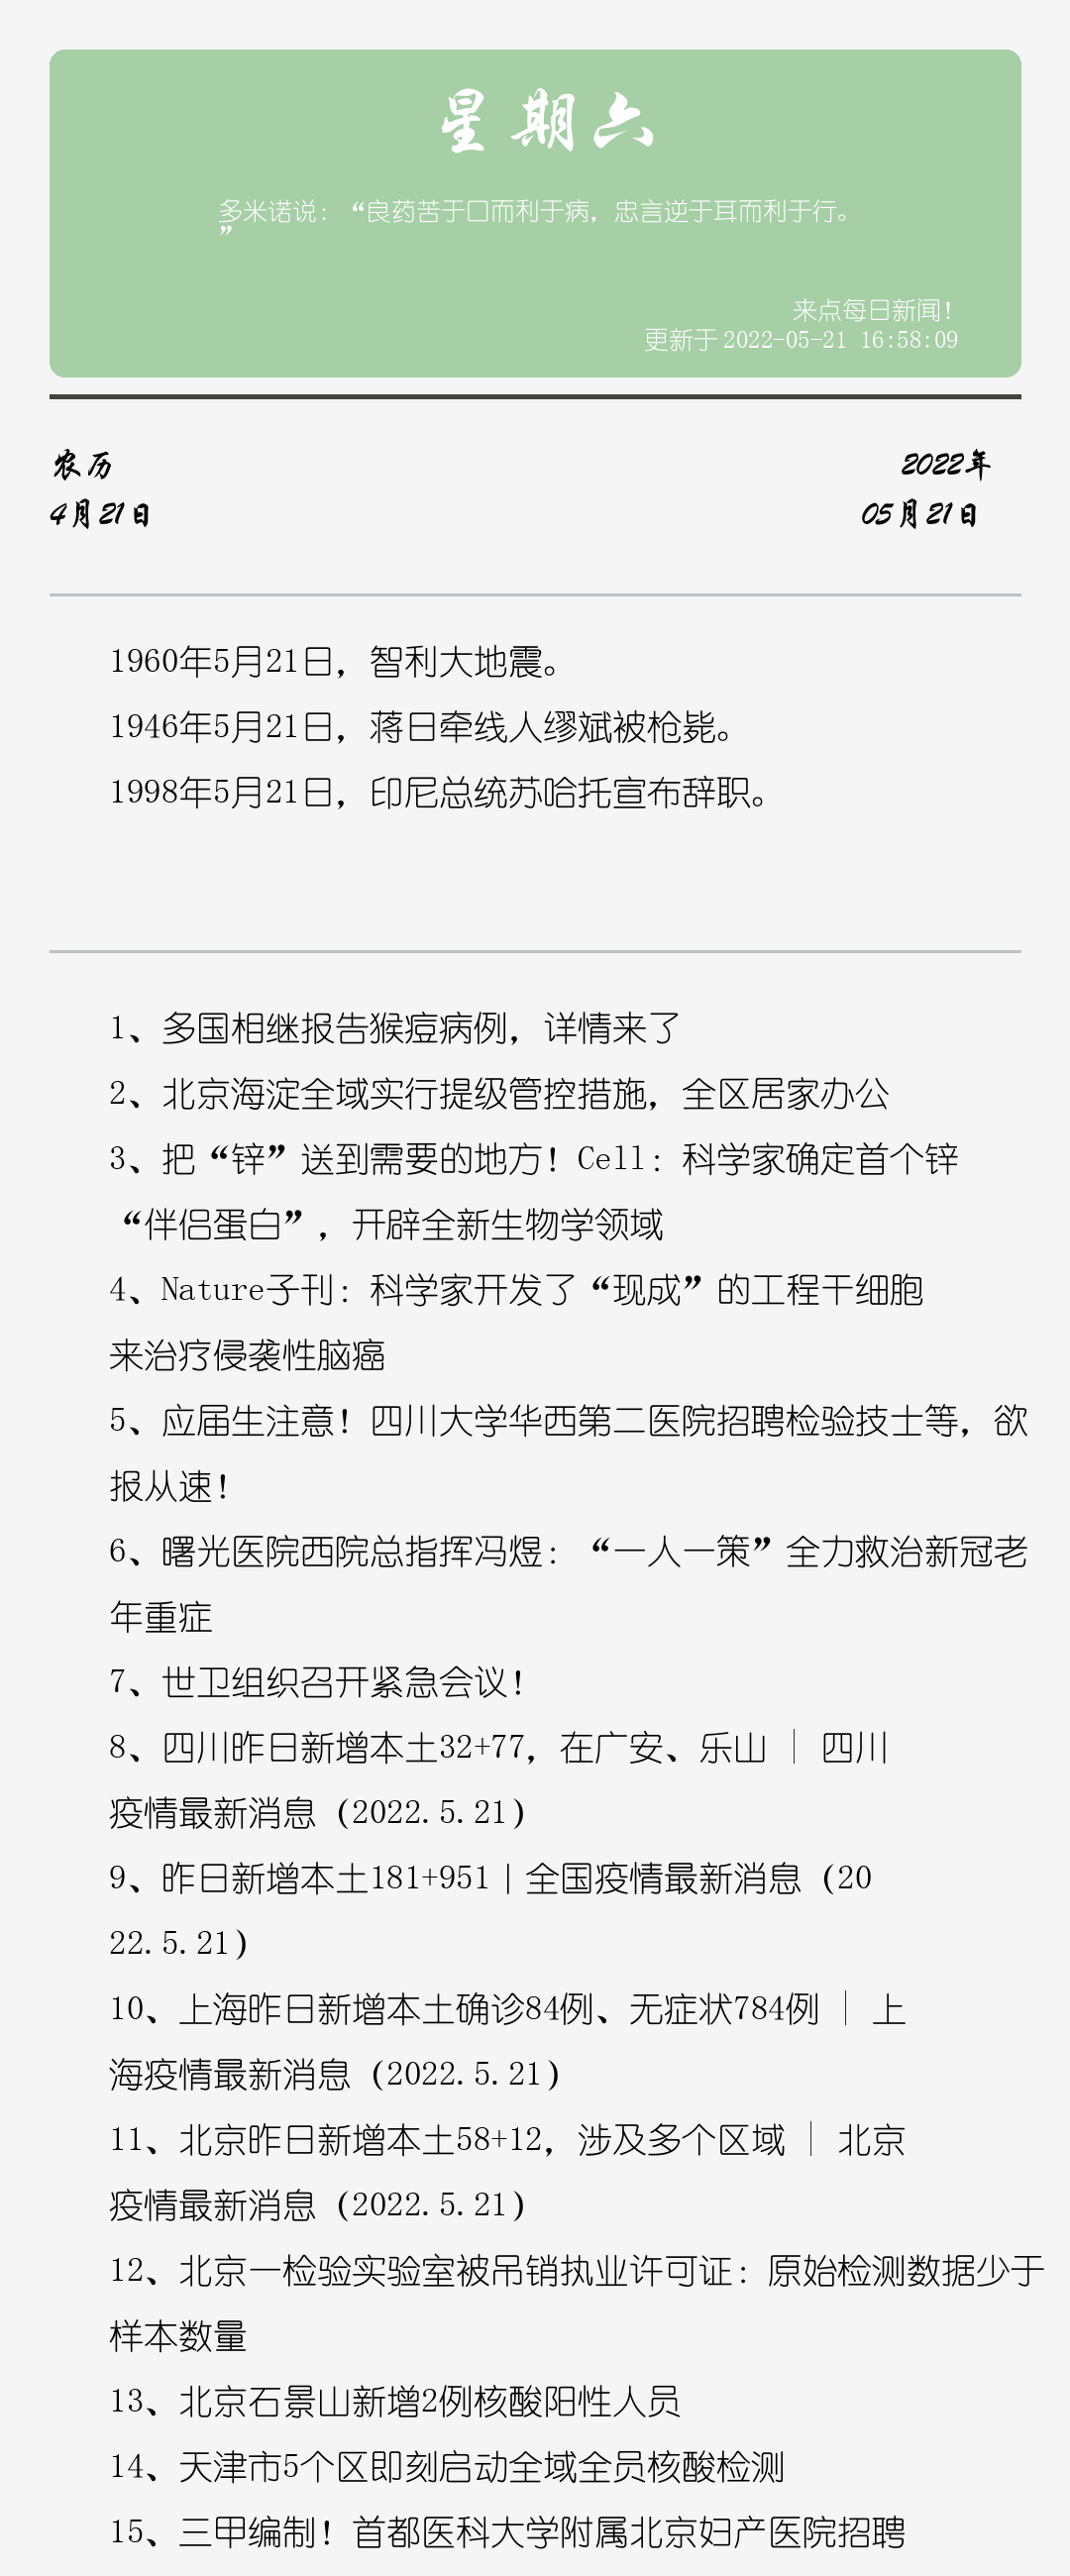 星期六
多米诺说：“良药苦于口而利于病，忠言逆于耳而利于行。
”
来点每日新闻！
更新于 2022-05-21 16:58:09
农历
2022年
4月21日
05月21日
1960年5月21日，智利大地震。
1946年5月21日，蒋日牵线人缪斌被枪毙。
1998年5月21日，印尼总统苏哈托宣布辞职。
1、多国相继报告猴痘病例，详情来了
2、北京海淀全域实行提级管控措施，全区居家办公
3、把“锌”送到需要的地方！Cell：科学家确定首个锌
“伴侣蛋白”，开辟全新生物学领域
4、Nature子刊：科学家开发了“现成”的工程干细胞
来治疗侵袭性脑癌
5、应届生注意！四川大学华西第二医院招聘检验技士等，欲
报从速！
6、曙光医院西院总指挥冯煜：“一人一策”全力救治新冠老
年重症
7、世卫组织召开紧急会议！
8、四川昨日新增本土32+77，在广安、乐山 │ 四川
疫情最新消息（2022.5.21）
9、昨日新增本土181+951｜全国疫情最新消息（20
22.5.21）
10、上海昨日新增本土确诊84例、无症状784例 │ 上
海疫情最新消息（2022.5.21）
11、北京昨日新增本土58+12，涉及多个区域 │ 北京
疫情最新消息（2022.5.21）
12、北京一检验实验室被吊销执业许可证：原始检测数据少于
样本数量
13、北京石景山新增2例核酸阳性人员
14、天津市5个区即刻启动全域全员核酸检测
15、三甲编制！首都医科大学附属北京妇产医院招聘